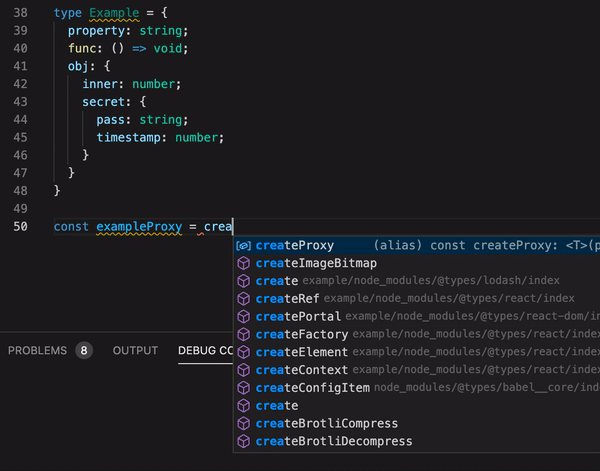 38 type Example = {
39 property: string;
40 func: () => void;
41 obj: {
42 inner: number;
43 secret: {
44 pass: string;
45 timestamp: number;
46 }
47 }
48 }
49
50 const exampleProxy = crea
createProxy (alias) const createProxy: <T>(p
createImageBitmap
create example/node_modules/@types/lodash/index
createRef example/node_modules/@types/react/index
createPortal example/node_modules/@types/react-dom/in
createFactory example/node_modules/@types/react/index
createElement example/node_modules/@types/react/index
createContext example/node_modules/@types/react/index
createConfigItem node_modules/@types/babel__core/ind
create
createBrotliCompress
createBrotliDecompress
PROBLEMS 8 OUTPUT DEBUG CO